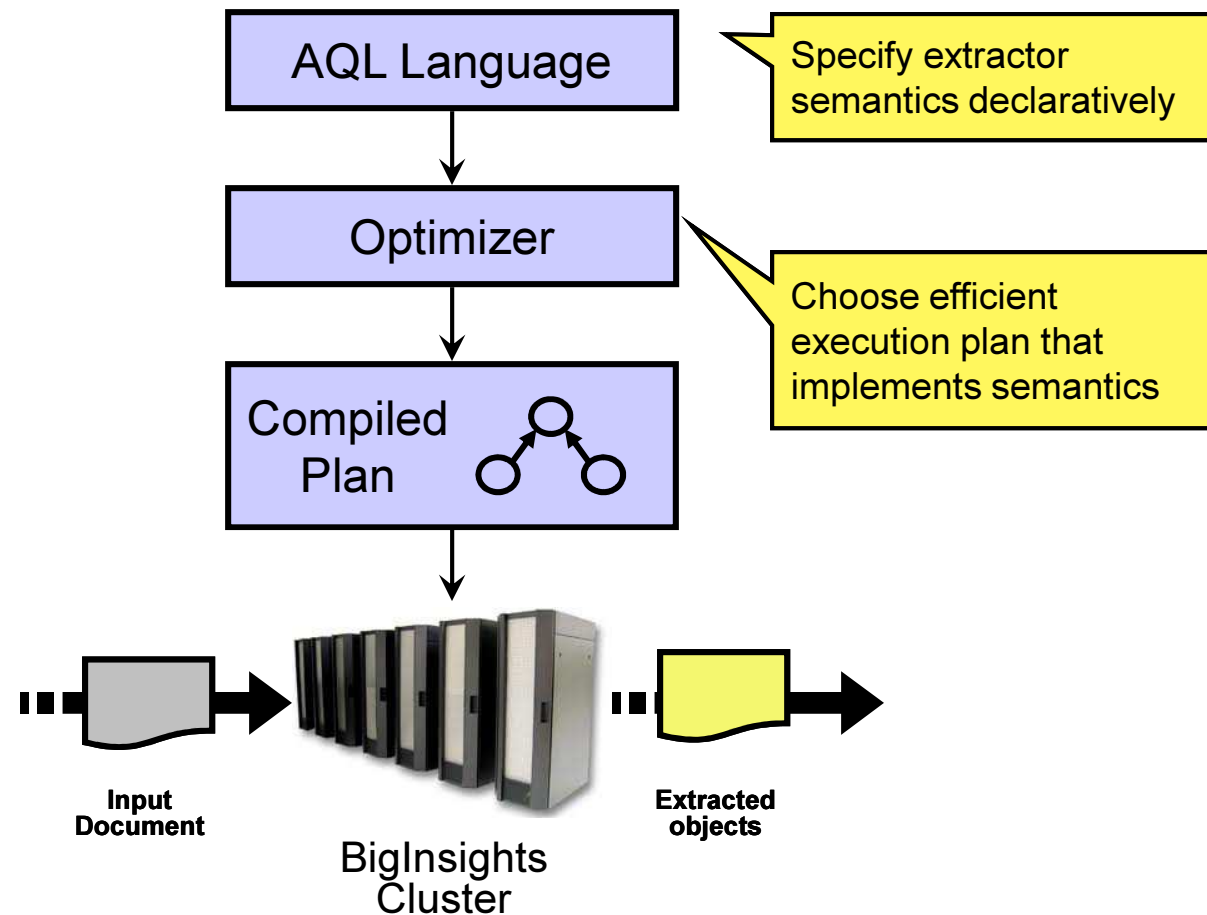 AQL Language
Specify extractor
semantics declaratively
Optimizer
Choose efficient
execution plan that
implements semantics
Compiled
Plan
Input
Document
Extracted
objects
BigInsights
Cluster